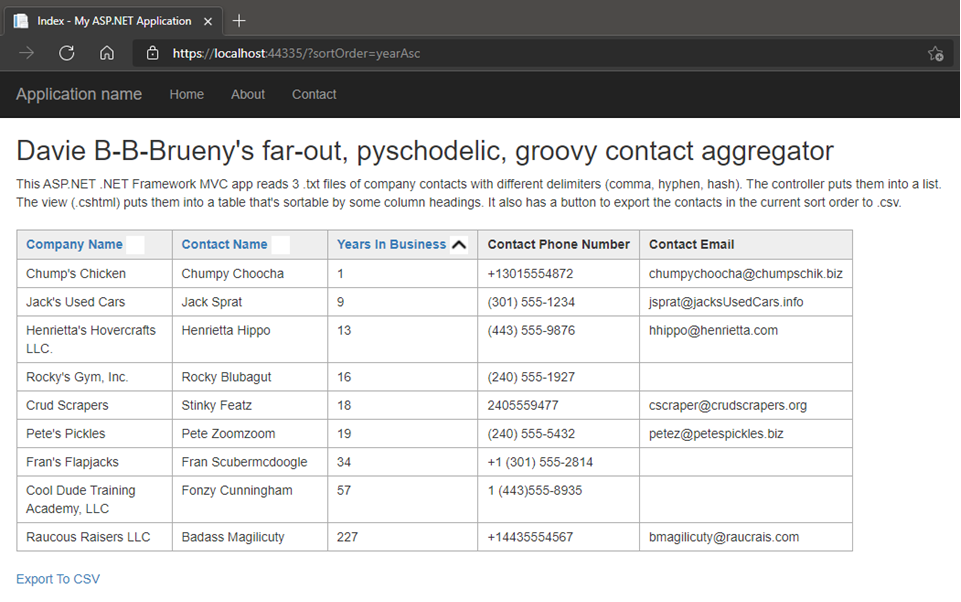 Index - My ASP.NET Application
https://localhost:44335/?sortOrder=yearAsc
Application name Home About Contact
Davie B-B-Brueny's far-out, pyschodelic, groovy contact aggregator
This ASP.NET .NET Framework MVC app reads 3 .txt files of company contacts with different delimiters (comma, hyphen, hash). The controller puts them into a list.
The view (.cshtml) puts them into a table that's sortable by some column headings. It also has a button to export the contacts in the current sort order to .csv.
Company Name Contact Name Years In Business Contact Phone Number Contact Email
Chump's Chicken Chumpy Choocha 1 +13015554872 chumpychoocha@chumpschik.biz
Jack's Used Cars Jack Sprat 9 (301) 555-1234 jsprat@jacksUsedCars.info
Henrietta's Hovercrafts Henrietta Hippo 13 (443) 555-9876 hhippo@henrietta.com
LLC.
Rocky's Gym, Inc. Rocky Blubagut 16 (240) 555-1927
Crud Scrapers Stinky Featz 18 2405559477 cscraper@crudscrapers.org
Pete's Pickles Pete Zoomzoom 19 (240) 555-5432 petez@petespickles.biz
Fran's Flapjacks Fran Scubermcdoogle 34 +1 (301) 555-2814
Cool Dude Training Fonzy Cunningham 57 1 (443)555-8935
Academy, LLC
Raucous Raisers LLC Badass Magilicuty 227 +14435554567 bmagilicuty@raucrais.com
Export To CSV